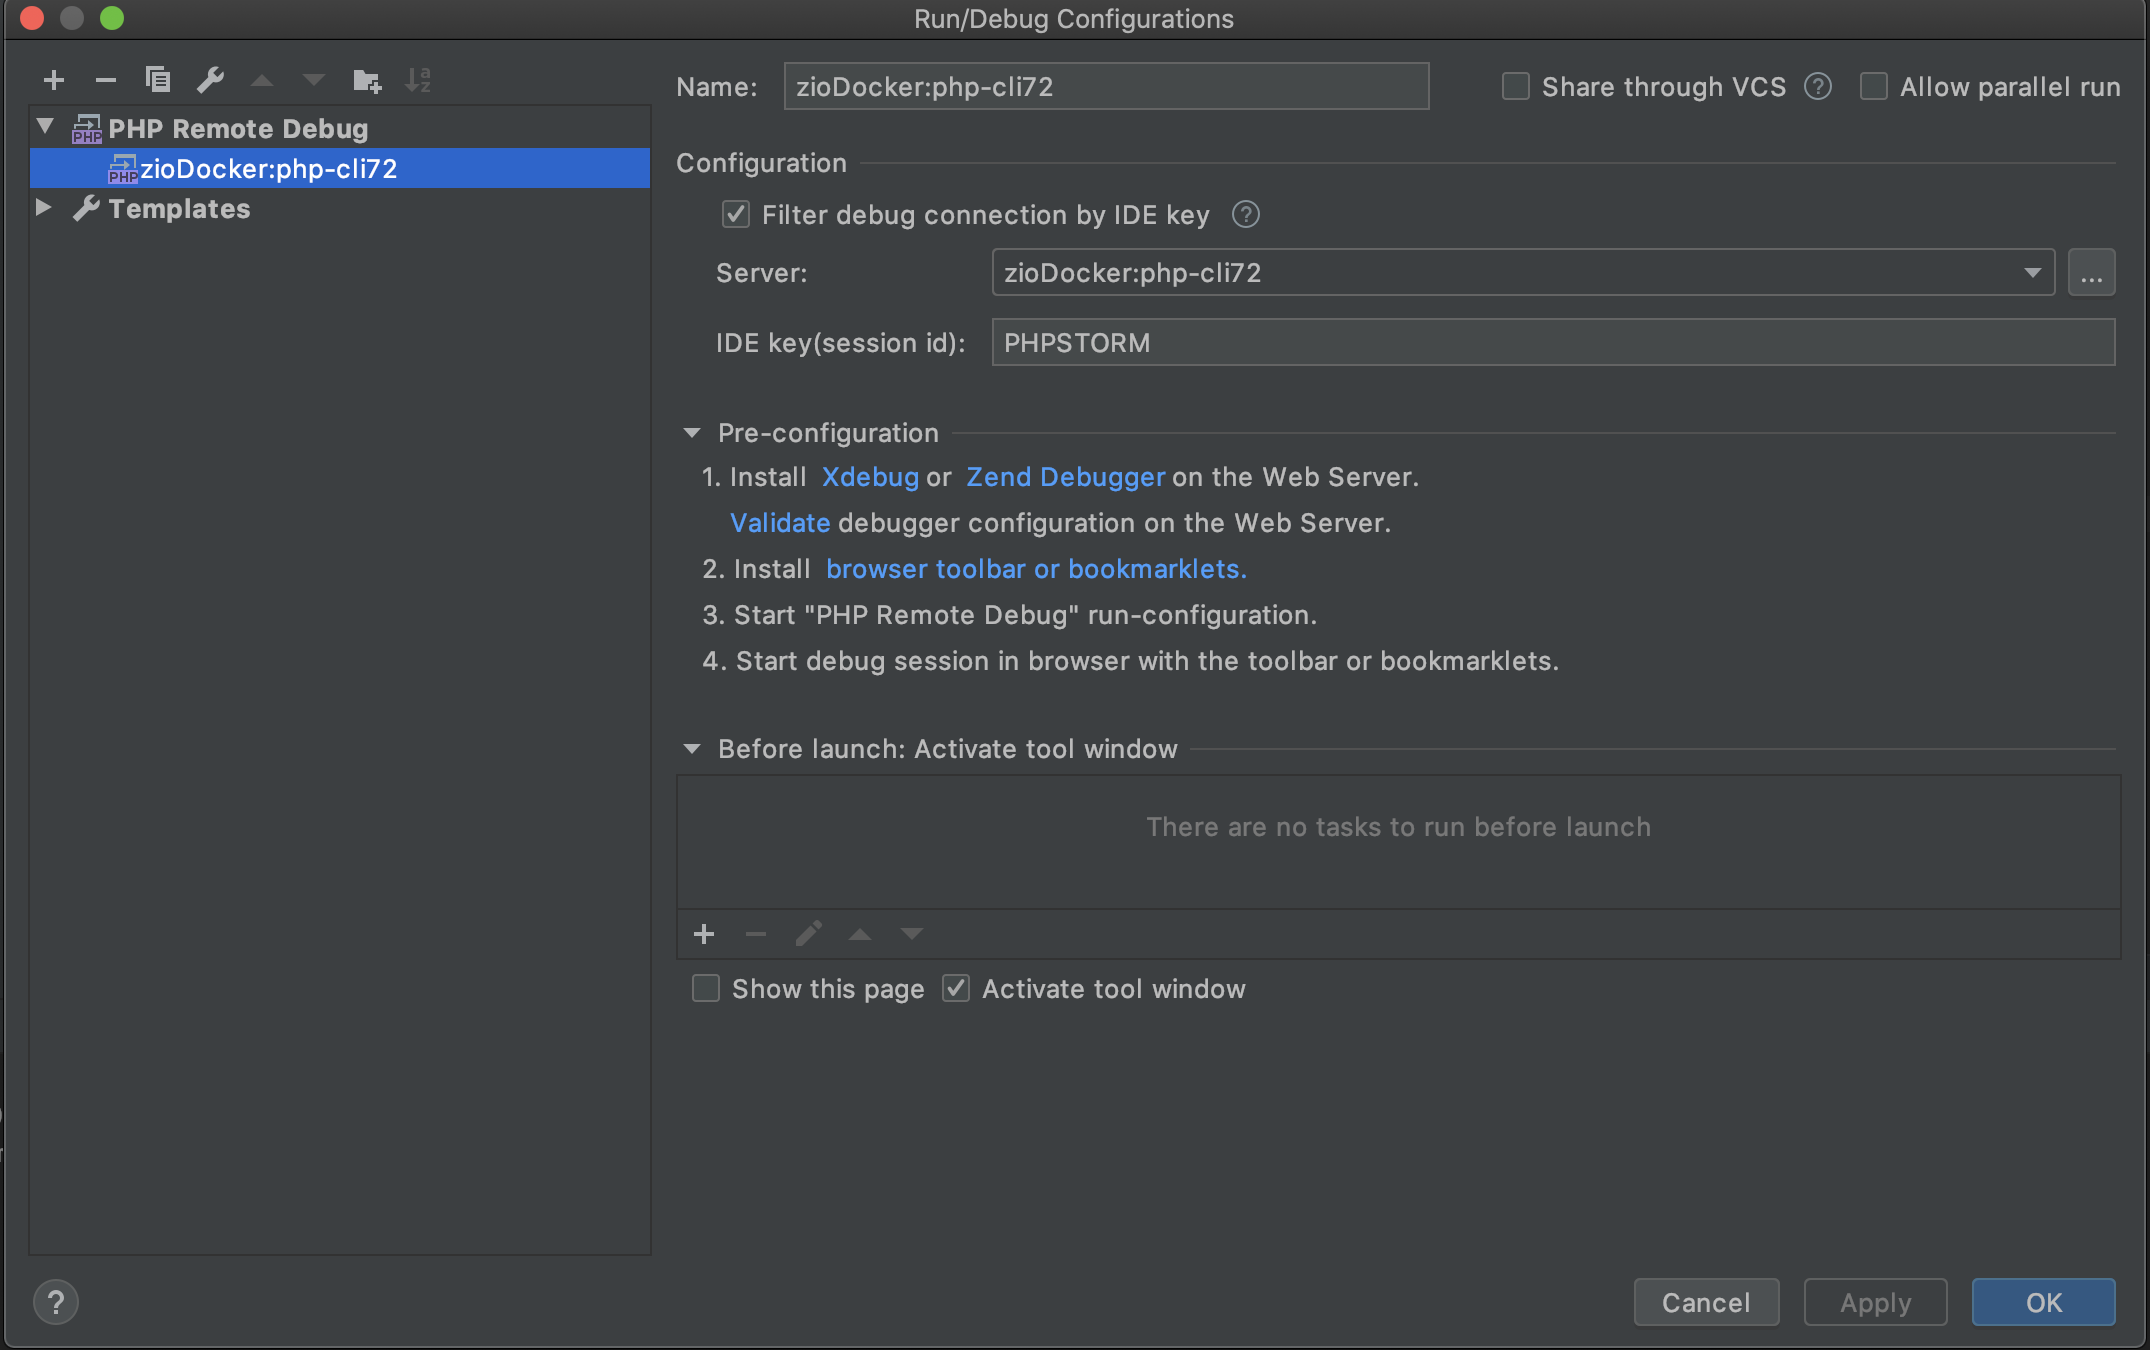 Run/Debug Configurations
Name: zioDocker:php-cli72 Share through VCS ? Allow parallel run
PHP Remote Debug
zioDocker:php-cli72
Templates
Configuration
Filter debug connection by IDE key ?
Server: zioDocker:php-cli72 ...
IDE key(session id): PHPSTORM
Pre-configuration
1. Install Xdebug or Zend Debugger on the Web Server.
Validate debugger configuration on the Web Server.
2. Install browser toolbar or bookmarklets.
3. Start "PHP Remote Debug" run-configuration.
4. Start debug session in browser with the toolbar or bookmarklets.
Before launch: Activate tool window
There are no tasks to run before launch
Show this page Activate tool window
? Cancel Apply OK